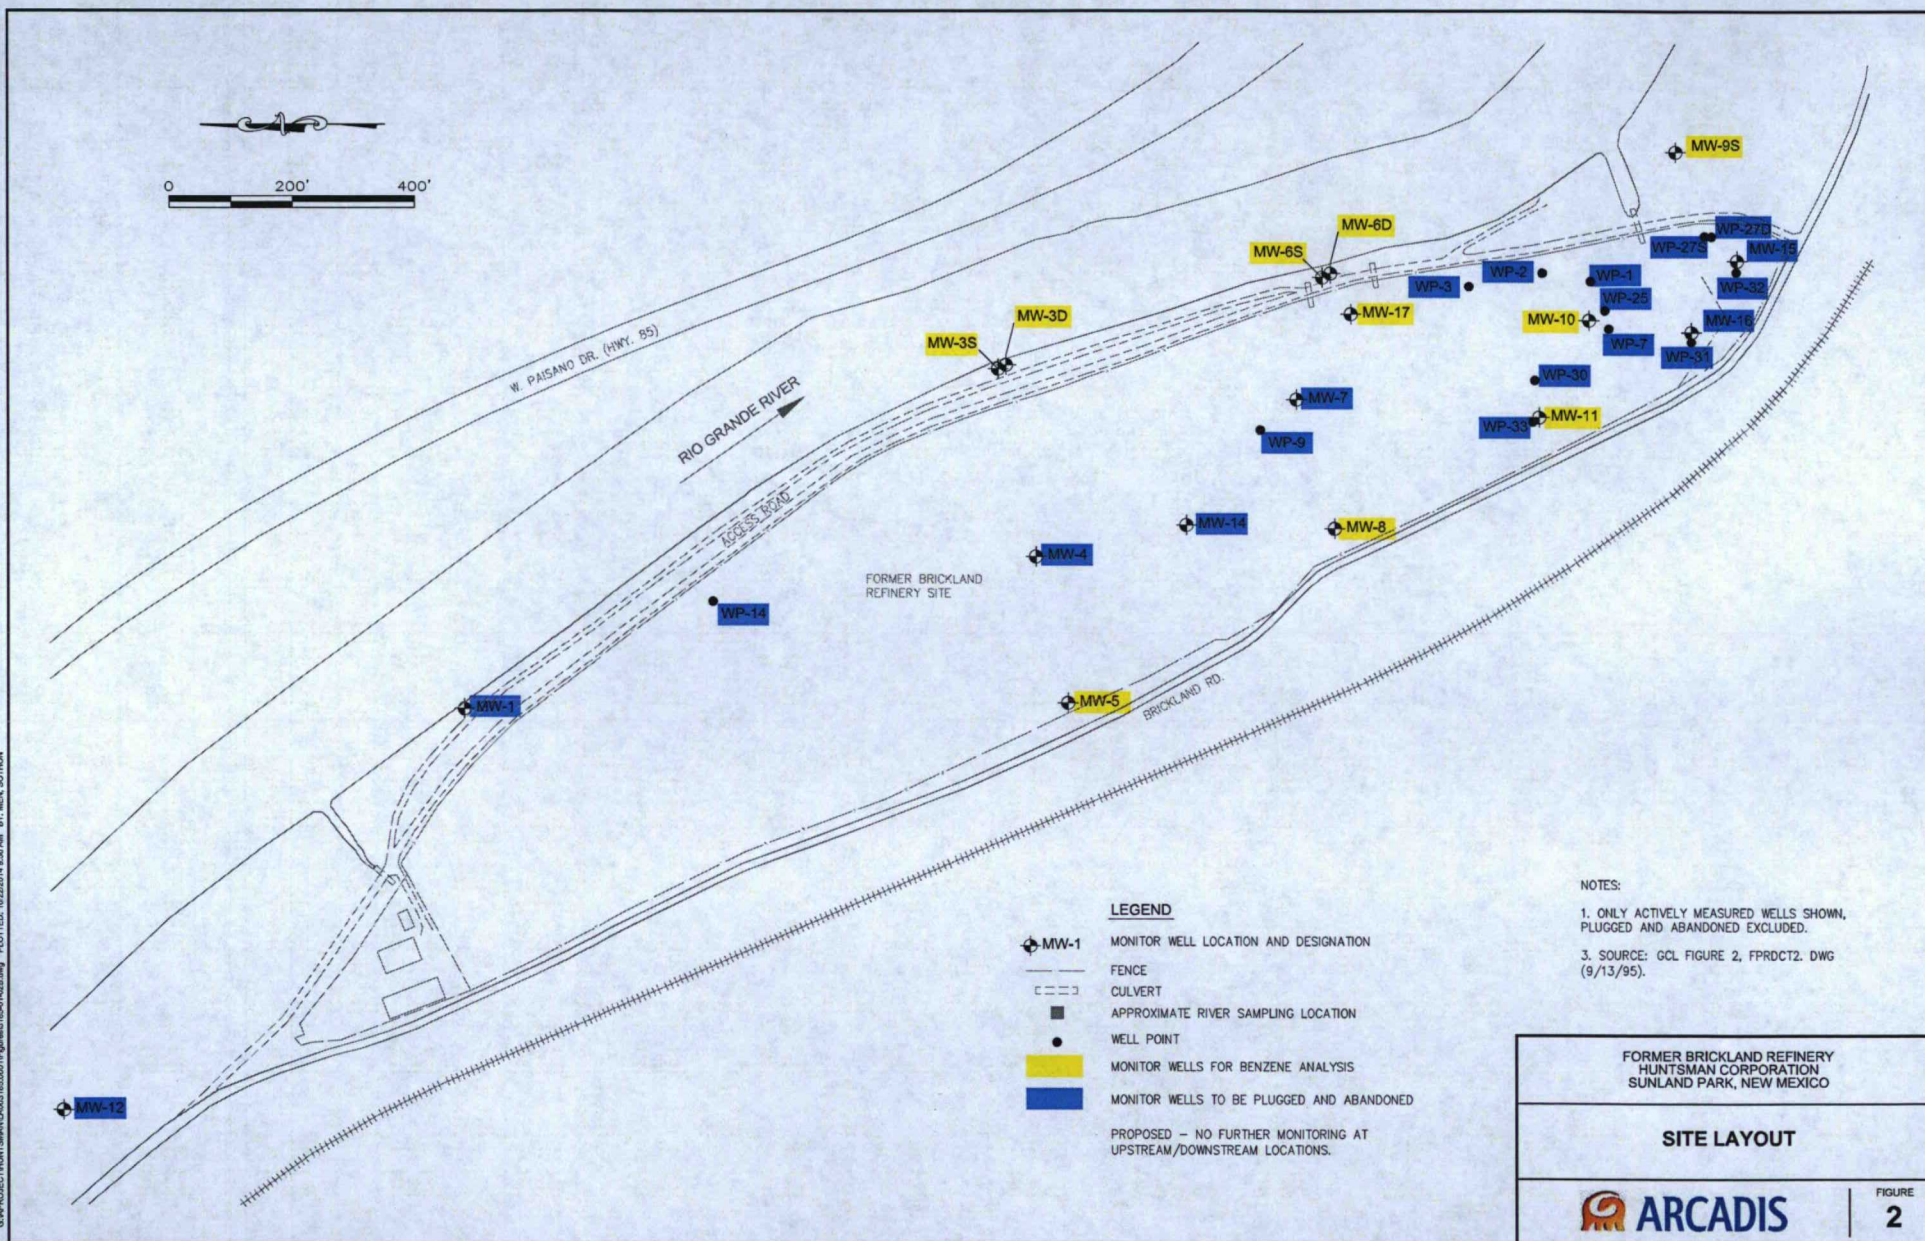 0 200' 400'
MW-9S
MW-6D
MW-6S
WP-27D
WP-27S
MW-15
WP-2
WP-1
WP-32
WP-3
WP-25
MW-3D
MW-17
MW-10
MW-16
MW-3S
WP-7
WP-31
W. PAISANO DR. (HWY. 85)
WP-30
RIO GRANDE RIVER
MW-7
MW-11
WP-33
WP-9
ACCESS ROAD
MW-14
MW-8
MW-4
FORMER BRICKLAND
REFINERY SITE
WP-14
BRICKLAND RD.
MW-5
MW-1
MW-12
LEGEND
MW-1 MONITOR WELL LOCATION AND DESIGNATION
FENCE
CULVERT
APPROXIMATE RIVER SAMPLING LOCATION
WELL POINT
MONITOR WELLS FOR BENZENE ANALYSIS
MONITOR WELLS TO BE PLUGGED AND ABANDONED
PROPOSED – NO FURTHER MONITORING AT
UPSTREAM/DOWNSTREAM LOCATIONS.
NOTES:
1. ONLY ACTIVELY MEASURED WELLS SHOWN,
PLUGGED AND ABANDONED EXCLUDED.
3. SOURCE: GCL FIGURE 2, FPRDCT2. DWG
(9/13/95).
FORMER BRICKLAND REFINERY
HUNTSMAN CORPORATION
SUNLAND PARK, NEW MEXICO
SITE LAYOUT
ARCADIS
FIGURE
2